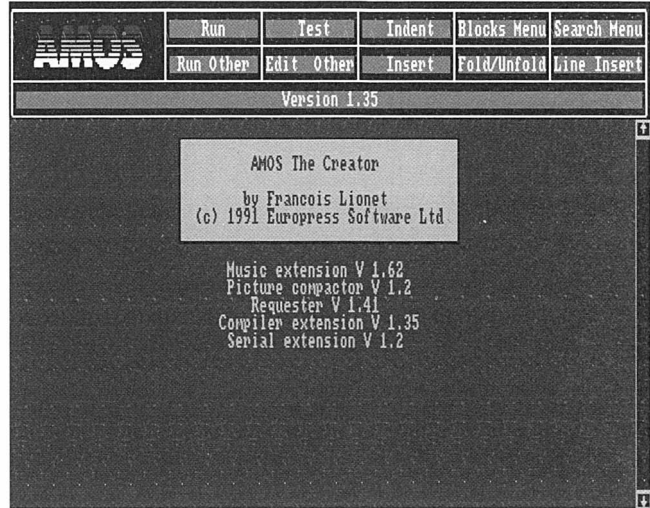 AMOS
Run Test Indent Blocks Menu Search Menu
Run Other Edit Other Insert Fold/Unfold Line Insert
Version 1.35
AMOS The Creator
by Francois Lionet
(c) 1991 Europress Software Ltd
Music extension V 1.62
Picture compactor V 1.2
Requester V 1.41
Compiler extension V 1.35
Serial extension V 1.2